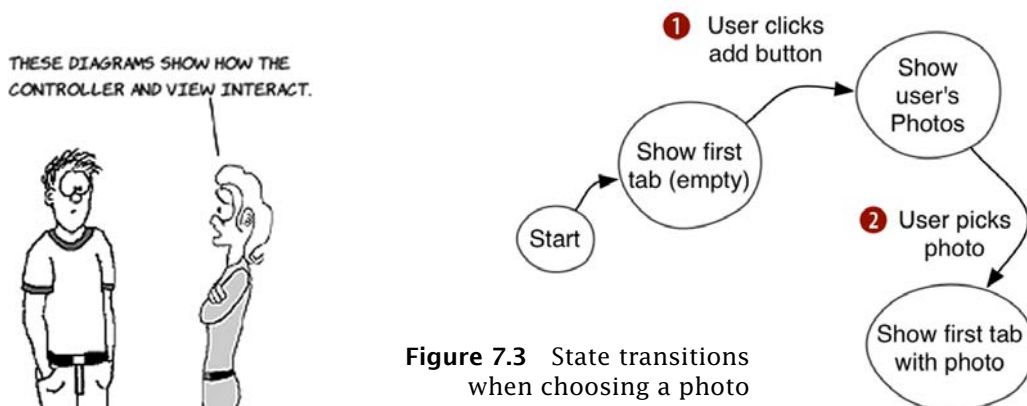 THESE DIAGRAMS SHOW HOW THE
CONTROLLER AND VIEW INTERACT.
1 User clicks
add button
Show
user's
Photos
Show first
tab (empty)
Start
2 User picks
photo
Show first tab
with photo
Figure 7.3 State transitions
when choosing a photo